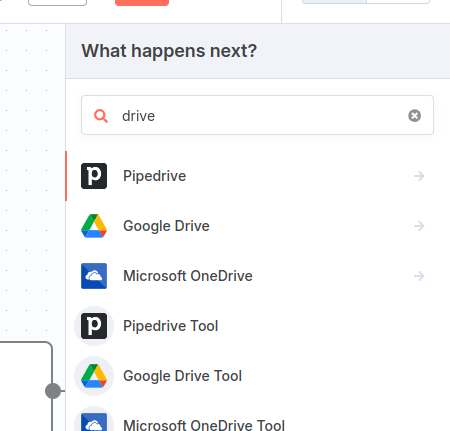 What happens next?
drive
Pipedrive
Google Drive
Microsoft OneDrive
Pipedrive Tool
Google Drive Tool
Microsoft OneDrive Tool